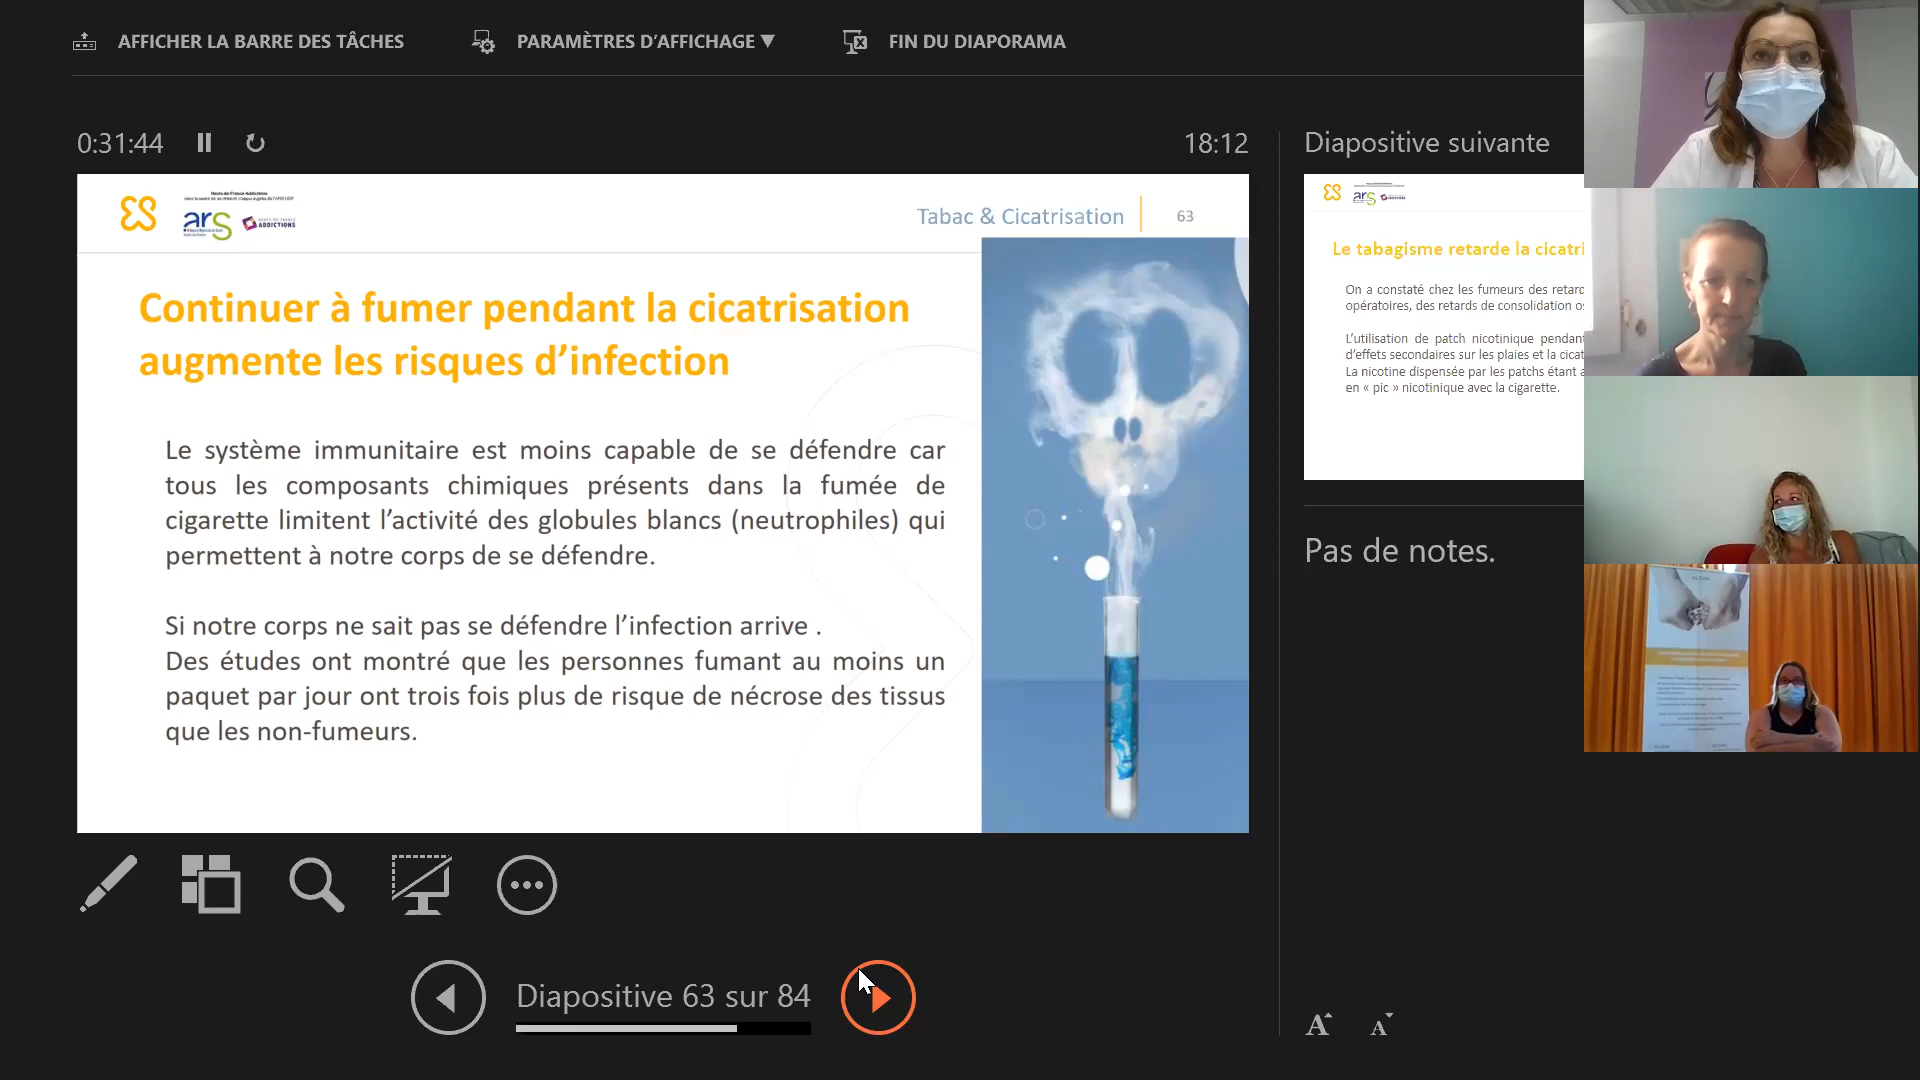 AFFICHER LA BARRE DES TÂCHES
PARAMÈTRES D’AFFICHAGE ▼
FIN DU DIAPORAMA
0:31:44
18:12
Tabac & Cicatrisation
63
ars
ADDICTIONS
Continuer à fumer pendant la cicatrisation
augmente les risques d’infection
Le système immunitaire est moins capable de se défendre car
tous les composants chimiques présents dans la fumée de
cigarette limitent l’activité des globules blancs (neutrophiles) qui
permettent à notre corps de se défendre.
Si notre corps ne sait pas se défendre l’infection arrive .
Des études ont montré que les personnes fumant au moins un
paquet par jour ont trois fois plus de risque de nécrose des tissus
que les non-fumeurs.
Diapositive 63 sur 84
Diapositive suivante
ars
Le tabagisme retarde la cicatri
On a constaté chez les fumeurs des retard
opératoires, des retards de consolidation os
L’utilisation de patch nicotinique pendant
d’effets secondaires sur les plaies et la cicat
La nicotine dispensée par les patchs étant a
en « pic » nicotinique avec la cigarette.
Pas de notes.
A A